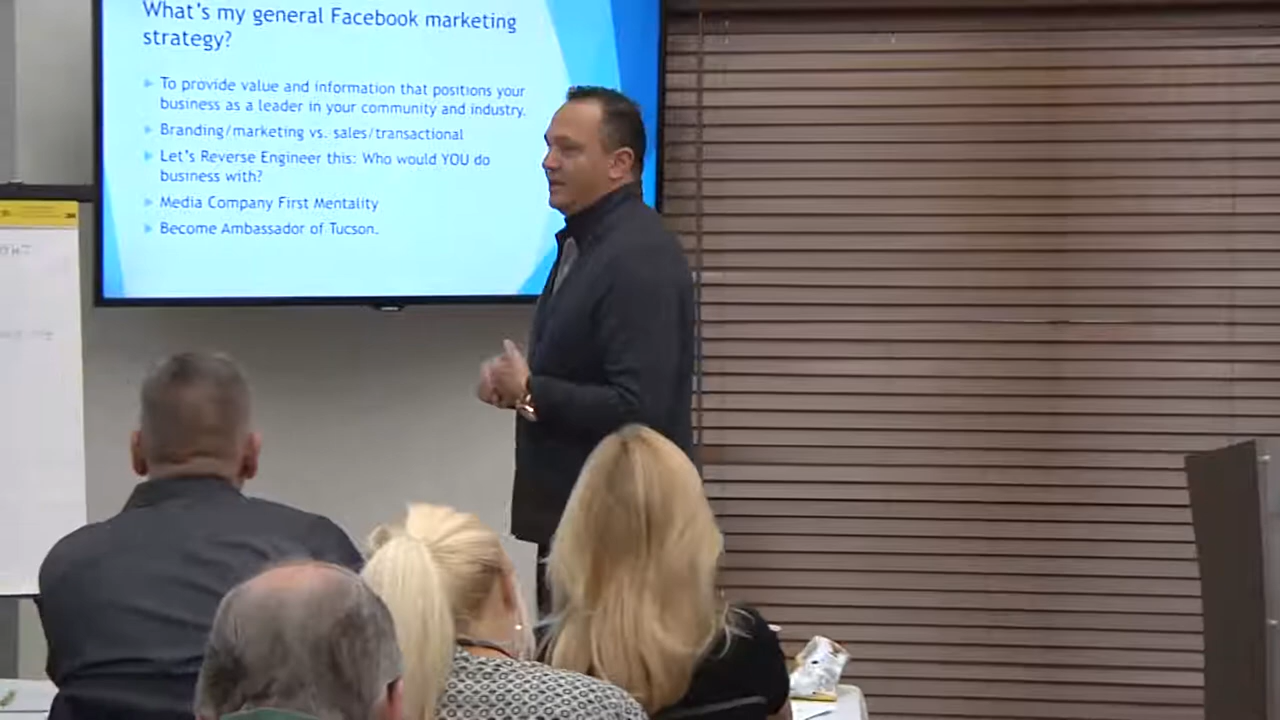 What's my general Facebook marketing
strategy?
To provide value and information that positions your
business as a leader in your community and industry.
Branding/marketing vs. sales/transactional
Let's Reverse Engineer this: Who would YOU do
business with?
Media Company First Mentality
Become Ambassador of Tucson.